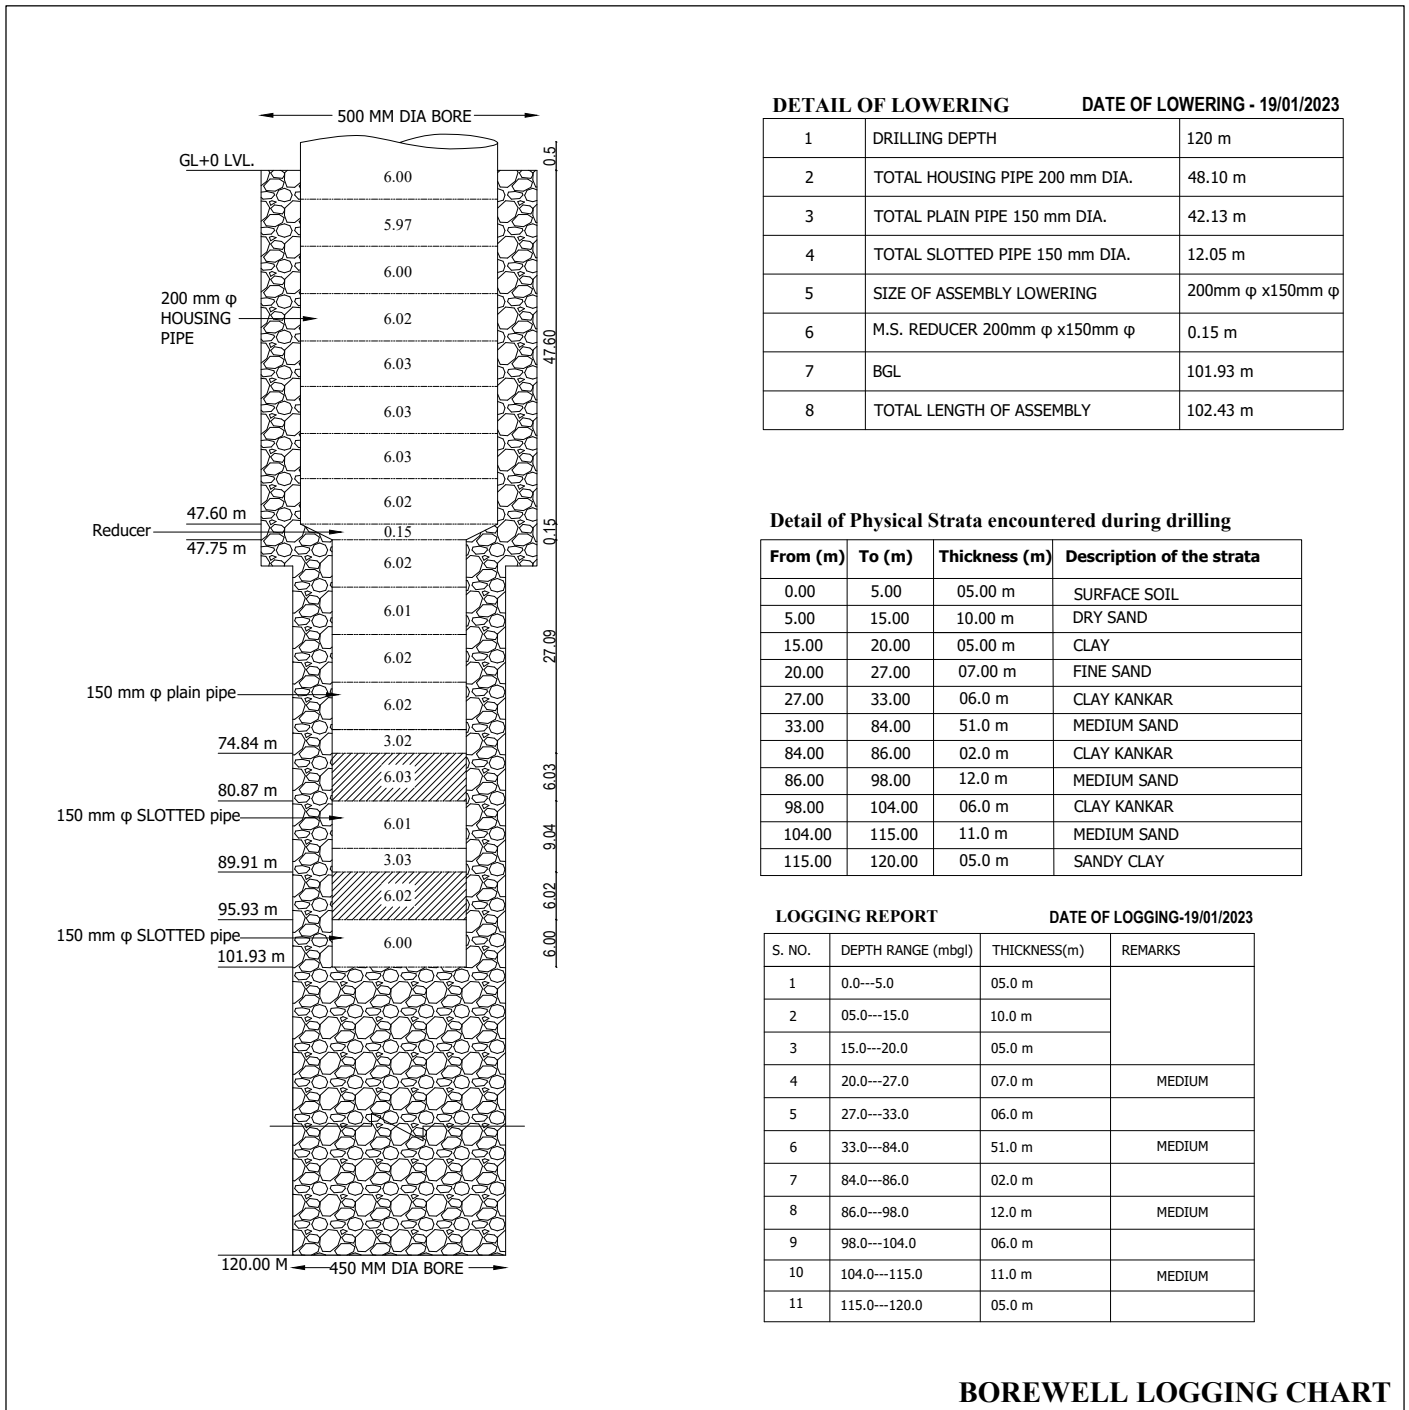 500 MM DIA BORE
GL+0 LVL.
0.5
6.00
5.97
6.00
200 mm φ
HOUSING
PIPE
6.02
47.60
6.03
6.03
6.03
6.02
47.60 m
Reducer
0.15
0.15
47.75 m
6.02
6.01
27.09
6.02
150 mm φ plain pipe
6.02
3.02
74.84 m
6.03
6.03
80.87 m
150 mm φ SLOTTED pipe
6.01
9.04
3.03
89.91 m
6.02
6.02
95.93 m
150 mm φ SLOTTED pipe
6.00
6.00
101.93 m
120.00 M
450 MM DIA BORE
DETAIL OF LOWERING DATE OF LOWERING - 19/01/2023
1 DRILLING DEPTH 120 m
2 TOTAL HOUSING PIPE 200 mm DIA. 48.10 m
3 TOTAL PLAIN PIPE 150 mm DIA. 42.13 m
4 TOTAL SLOTTED PIPE 150 mm DIA. 12.05 m
5 SIZE OF ASSEMBLY LOWERING 200mm φ x150mm φ
6 M.S. REDUCER 200mm φ x150mm φ 0.15 m
7 BGL 101.93 m
8 TOTAL LENGTH OF ASSEMBLY 102.43 m
Detail of Physical Strata encountered during drilling
From (m) To (m) Thickness (m) Description of the strata
0.00 5.00 05.00 m SURFACE SOIL
5.00 15.00 10.00 m DRY SAND
15.00 20.00 05.00 m CLAY
20.00 27.00 07.00 m FINE SAND
27.00 33.00 06.0 m CLAY KANKAR
33.00 84.00 51.0 m MEDIUM SAND
84.00 86.00 02.0 m CLAY KANKAR
86.00 98.00 12.0 m MEDIUM SAND
98.00 104.00 06.0 m CLAY KANKAR
104.00 115.00 11.0 m MEDIUM SAND
115.00 120.00 05.0 m SANDY CLAY
LOGGING REPORT DATE OF LOGGING-19/01/2023
S. NO. DEPTH RANGE (mbgl) THICKNESS(m) REMARKS
1 0.0---5.0 05.0 m
2 05.0---15.0 10.0 m
3 15.0---20.0 05.0 m
4 20.0---27.0 07.0 m MEDIUM
5 27.0---33.0 06.0 m
6 33.0---84.0 51.0 m MEDIUM
7 84.0---86.0 02.0 m
8 86.0---98.0 12.0 m MEDIUM
9 98.0---104.0 06.0 m
10 104.0---115.0 11.0 m MEDIUM
11 115.0---120.0 05.0 m
BOREWELL LOGGING CHART